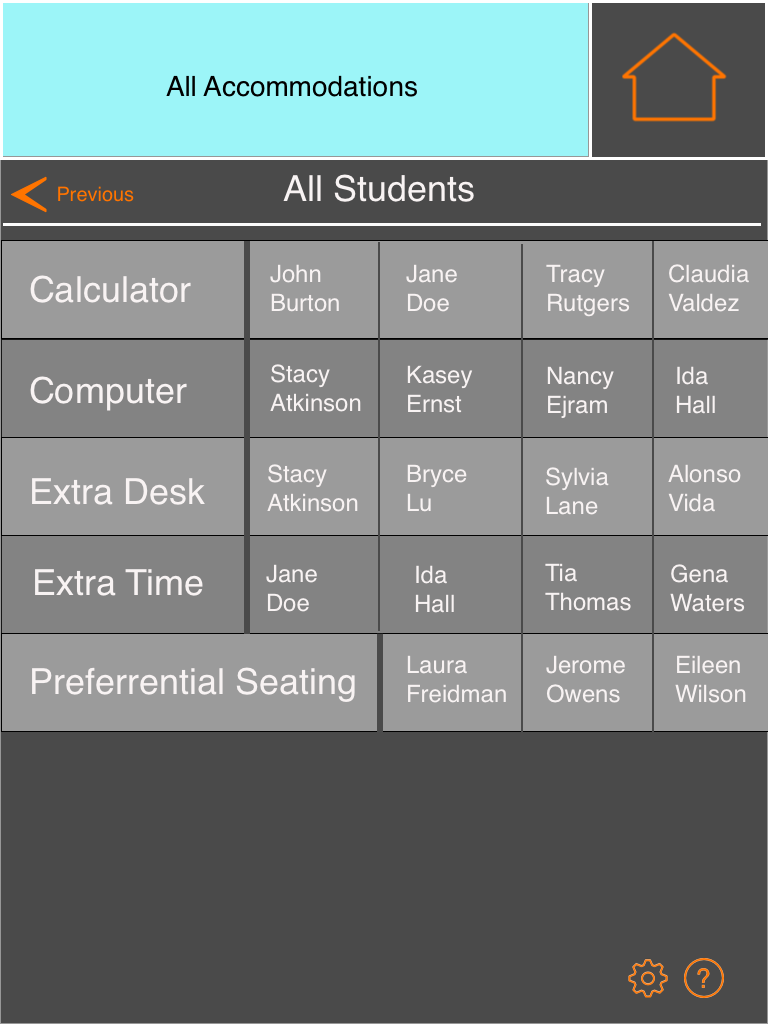 All Accommodations
Previous
All Students
Calculator
John
Burton
Jane
Doe
Tracy
Rutgers
Claudia
Valdez
Computer
Stacy
Atkinson
Kasey
Ernst
Nancy
Ejram
Ida
Hall
Extra Desk
Stacy
Atkinson
Bryce
Lu
Sylvia
Lane
Alonso
Vida
Extra Time
Jane
Doe
Ida
Hall
Tia
Thomas
Gena
Waters
Preferrential Seating
Laura
Freidman
Jerome
Owens
Eileen
Wilson
?